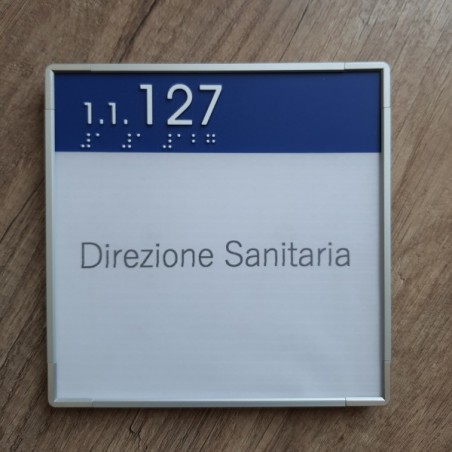 1.1.127
⠼⠁ ⠼⠁ ⠼⠁⠃⠛
Direzione Sanitaria